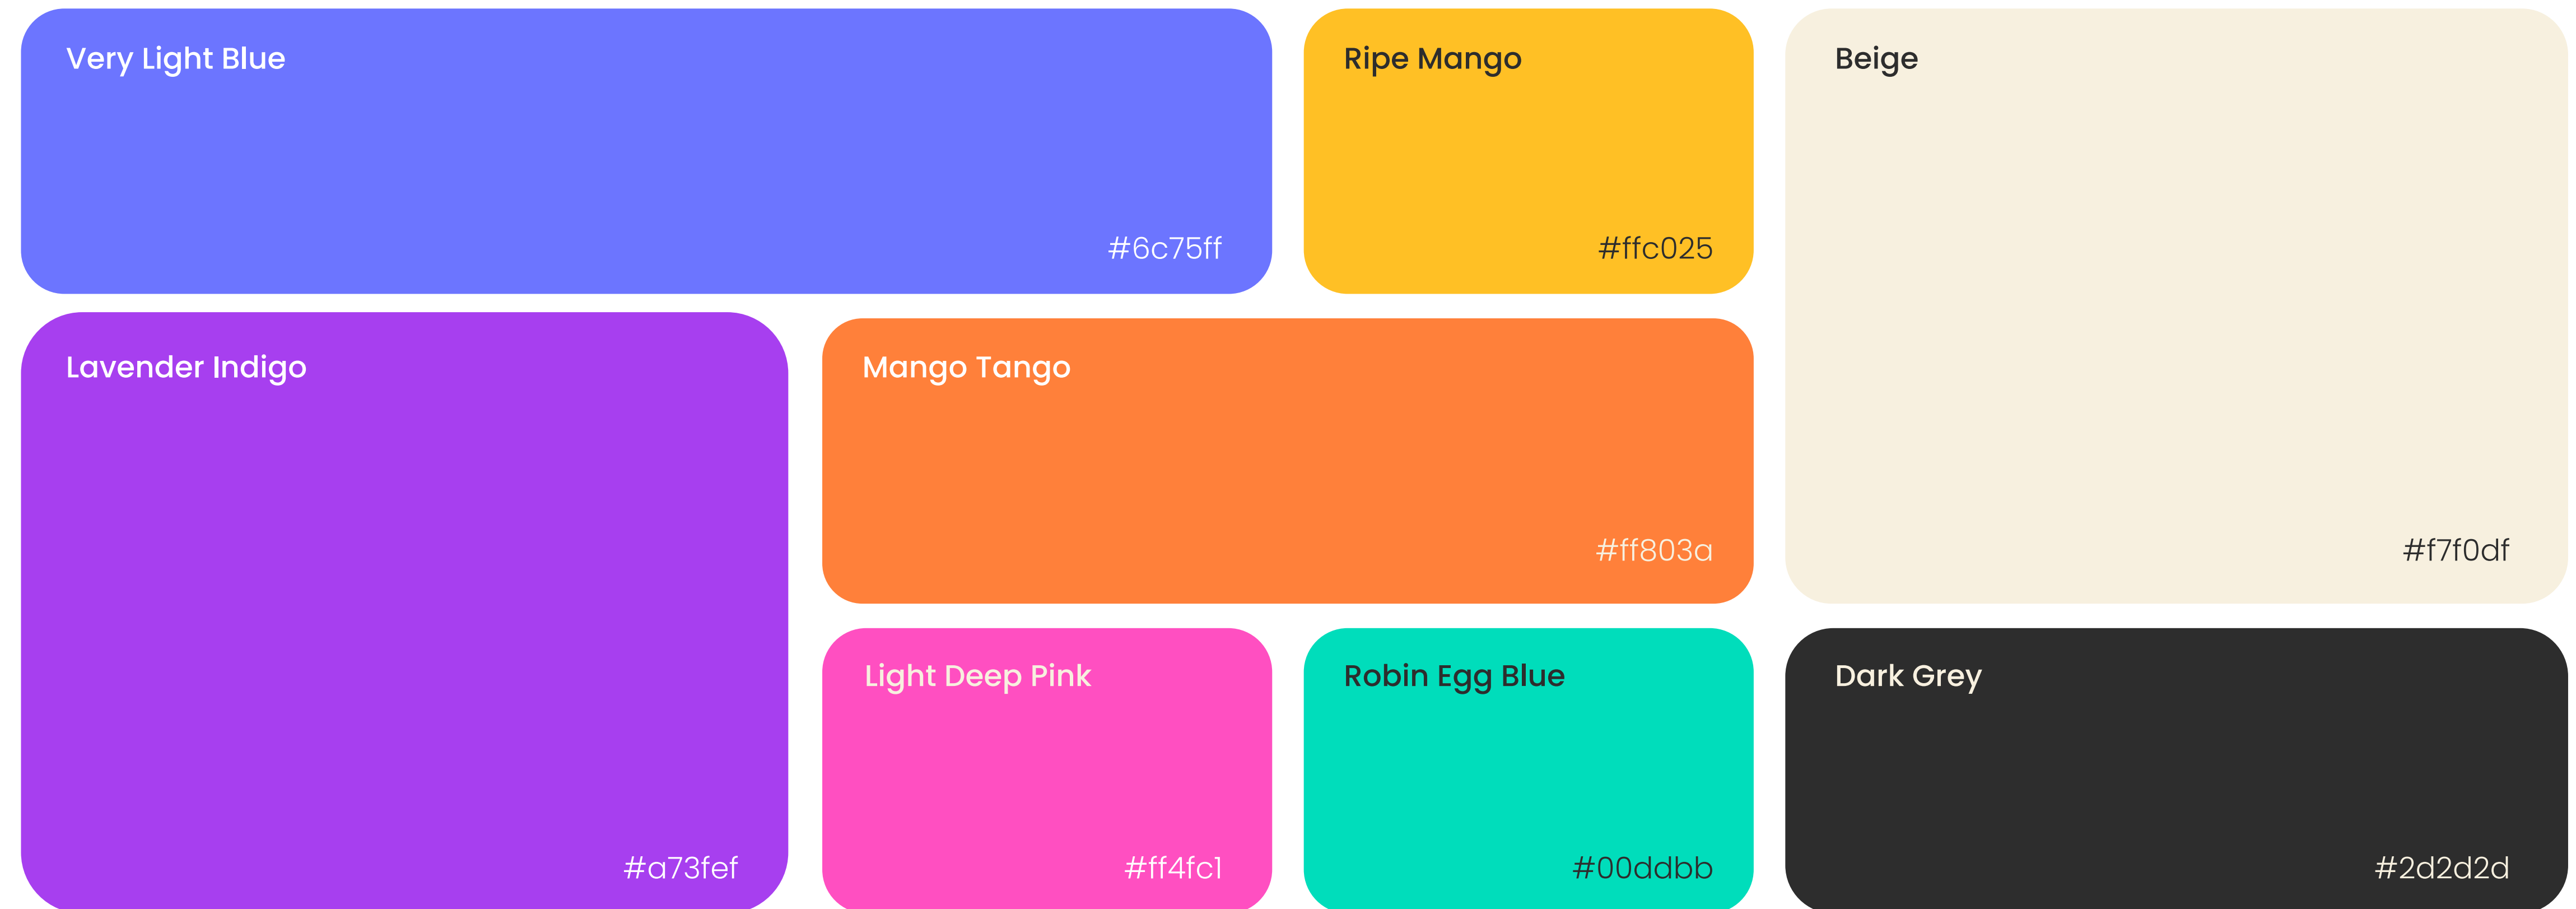 Very Light Blue
#6c75ff
Ripe Mango
#ffc025
Beige
#f7f0df
Lavender Indigo
#a73fef
Mango Tango
#ff803a
Light Deep Pink
#ff4fc1
Robin Egg Blue
#00ddbb
Dark Grey
#2d2d2d